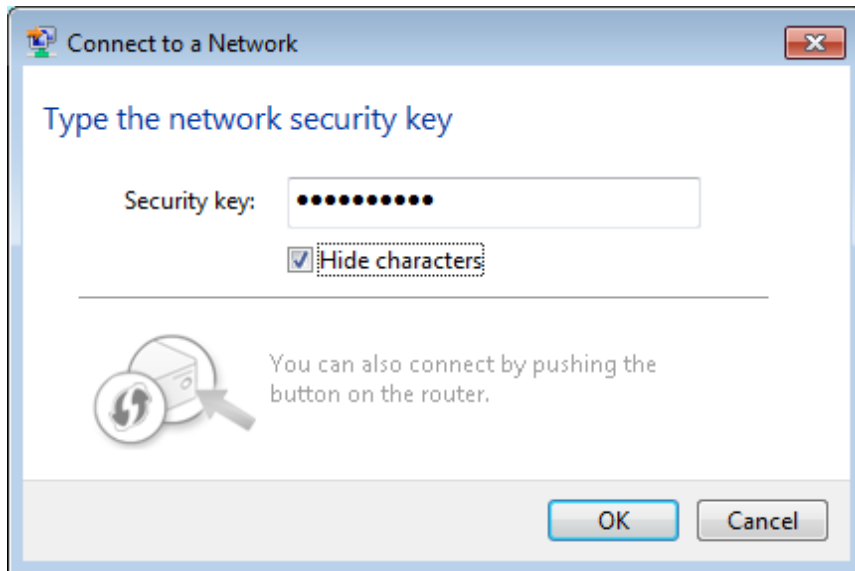 Connect to a Network
Type the network security key
Security key: ••••••••••
Hide characters
You can also connect by pushing the
button on the router.
OK Cancel